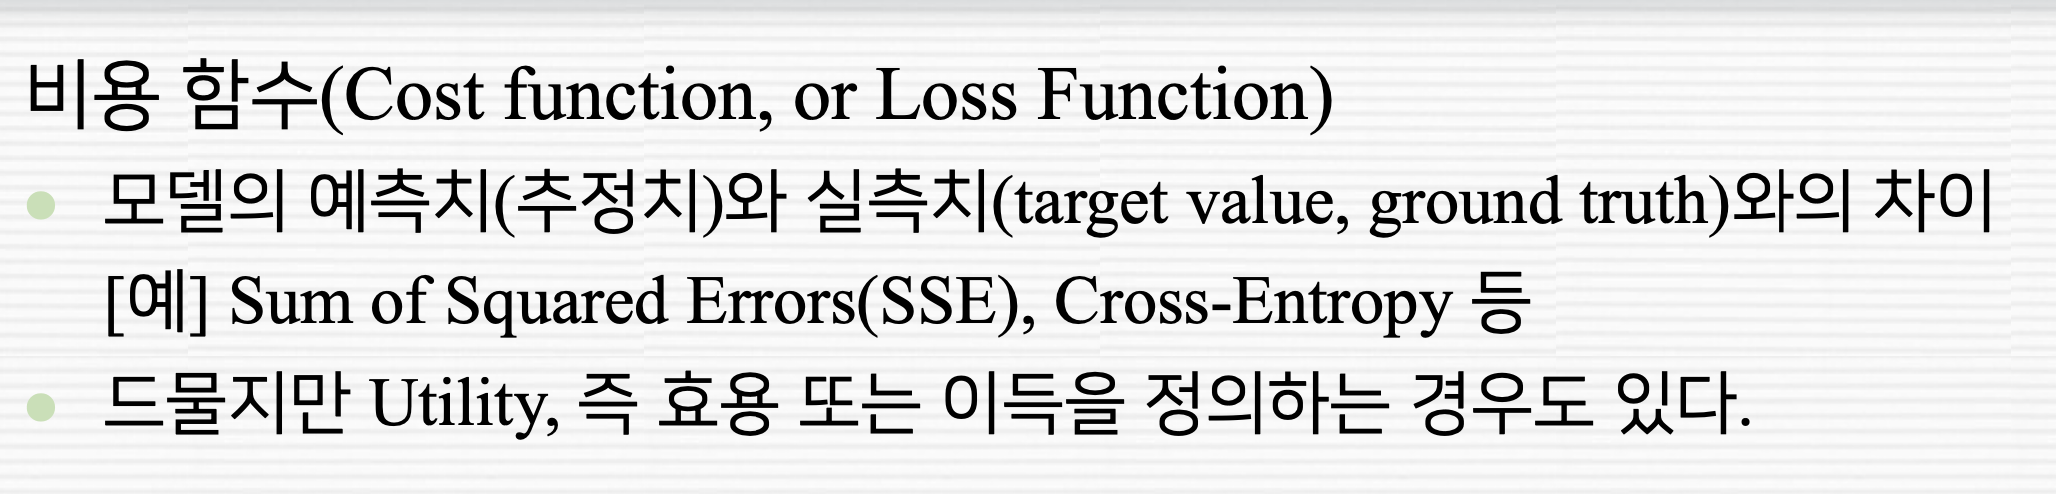 비용 함수(Cost function, or Loss Function)
모델의 예측치(추정치)와 실측치(target value, ground truth)와의 차이
[예] Sum of Squared Errors(SSE), Cross-Entropy 등
드물지만 Utility, 즉 효용 또는 이득을 정의하는 경우도 있다.